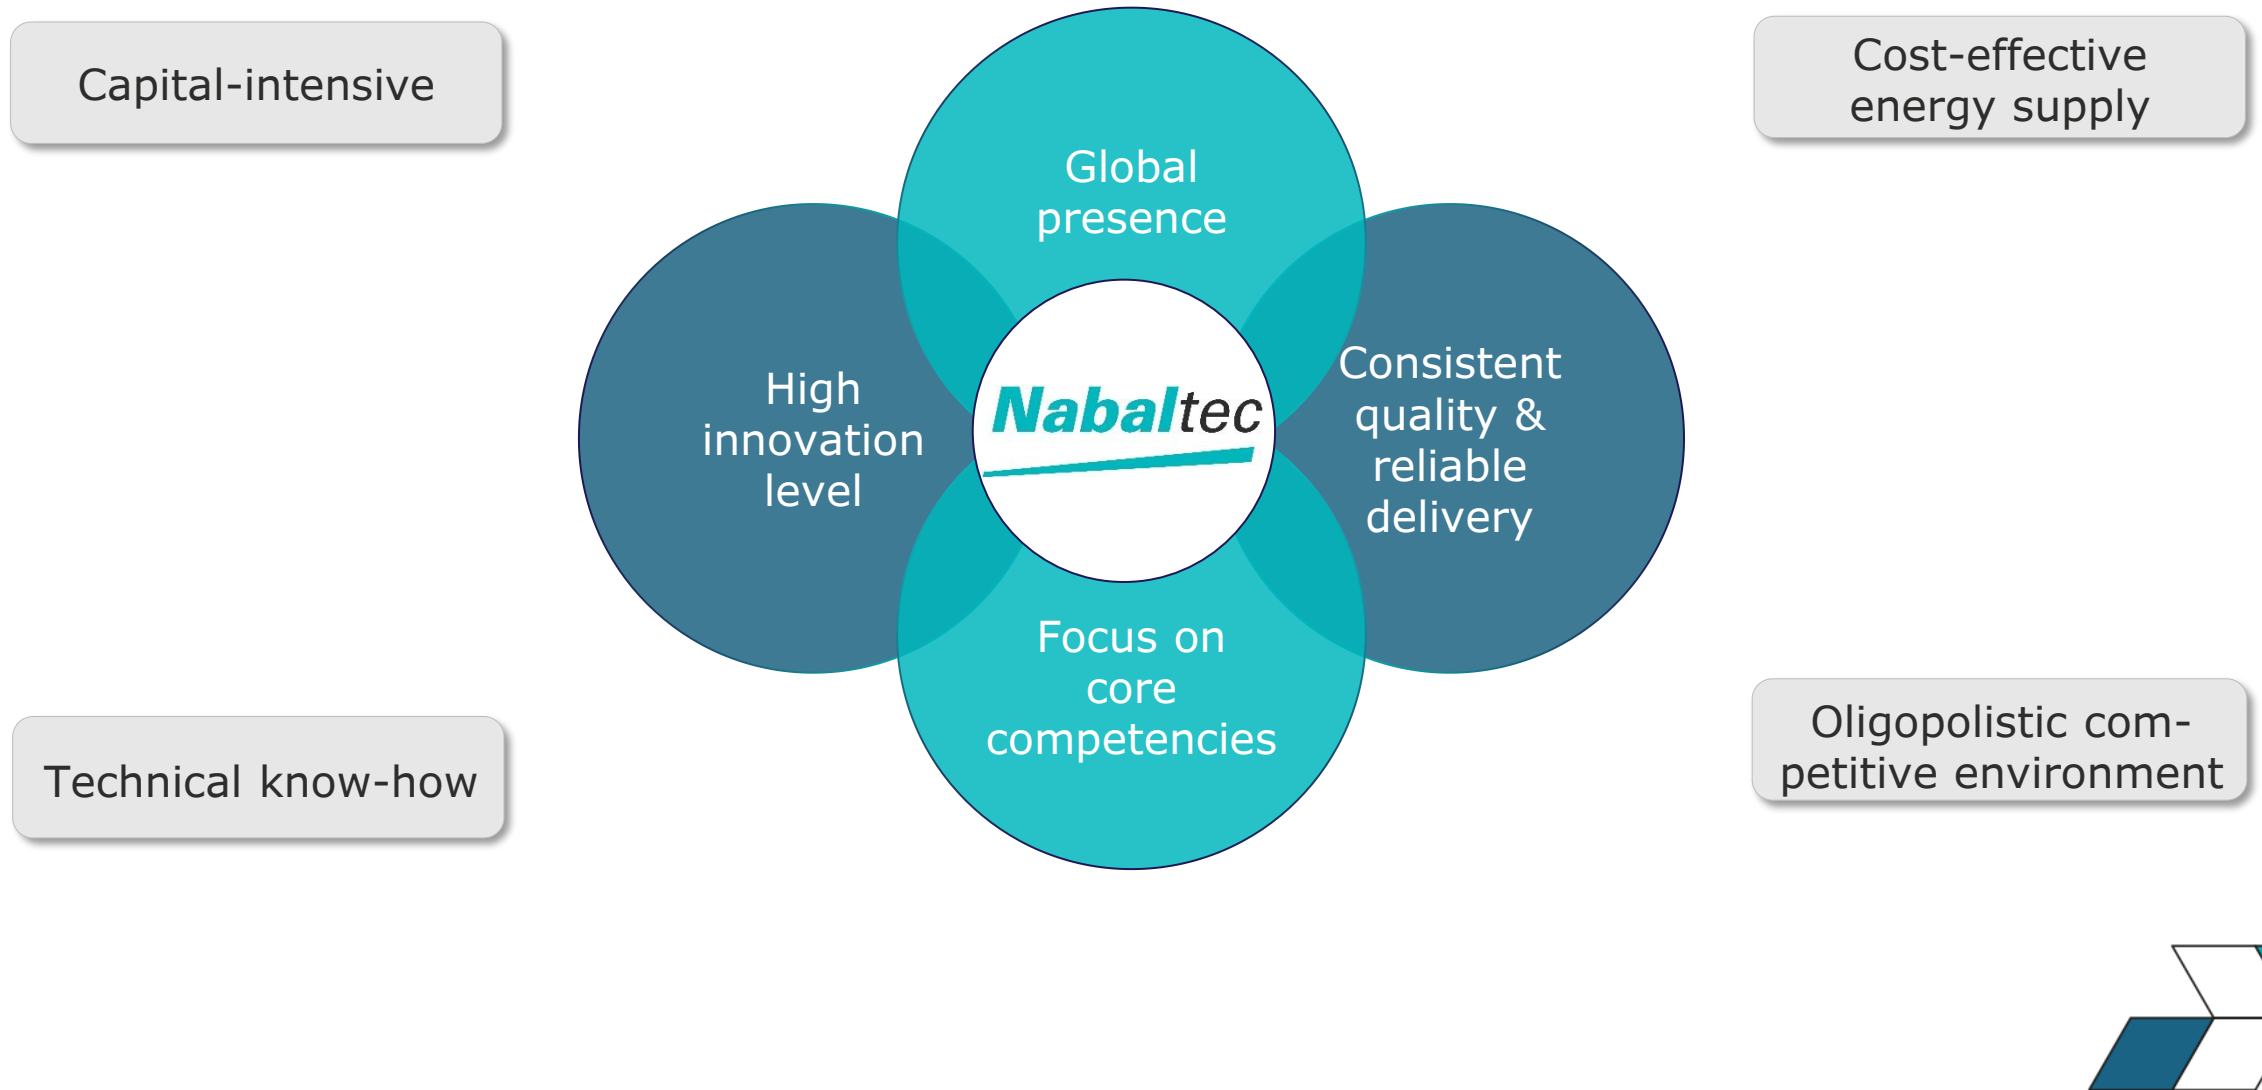 Capital-intensive
Cost-effective
energy supply
Global
presence
High
innovation
level
Nabaltec
Consistent
quality &
reliable
delivery
Focus on
core
competencies
Technical know-how
Oligopolistic com-
petitive environment